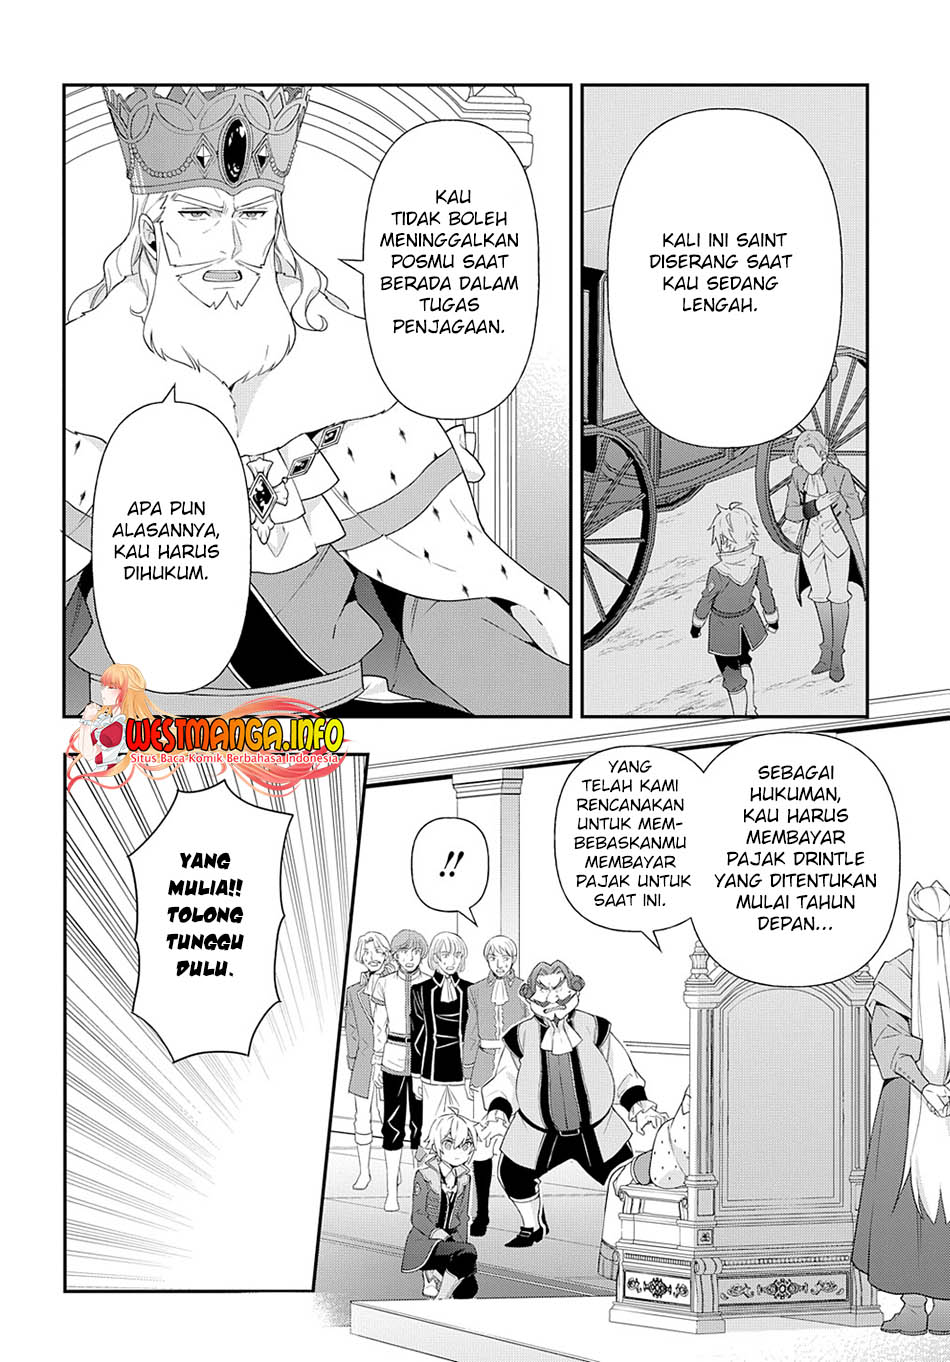 KALI INI SAINT
DISERANG SAAT
KAU SEDANG
LENGAH.
KAU
TIDAK BOLEH
MENINGGALKAN
POSMU SAAT
BERADA DALAM
TUGAS
PENJAGAAN.
APA PUN
ALASANNYA,
KAU HARUS
DIHUKUM.
WESTMANGA.INFO
Situs Baca Komik Berbahasa Indonesia
SEBAGAI
HUKUMAN,
KAU HARUS
MEMBAYAR
PAJAK DRINTLE
YANG DITENTUKAN
MULAI TAHUN
DEPAN...
YANG
TELAH KAMI
RENCANAKAN
UNTUK MEM-
BEBASKANMU
MEMBAYAR
PAJAK UNTUK
SAAT INI.
!!
YANG
MULIA!!
TOLONG
TUNGGU
DULU.